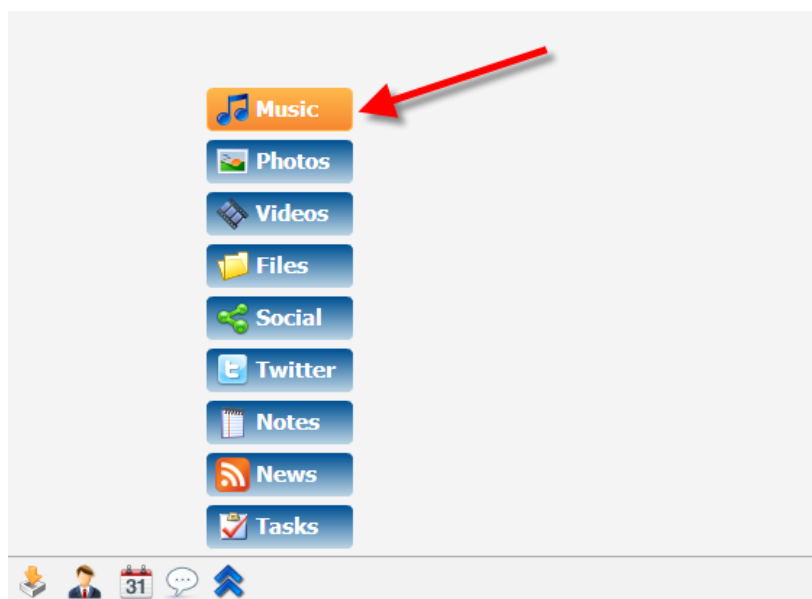 Music
Photos
Videos
Files
Social
Twitter
Notes
News
Tasks
31